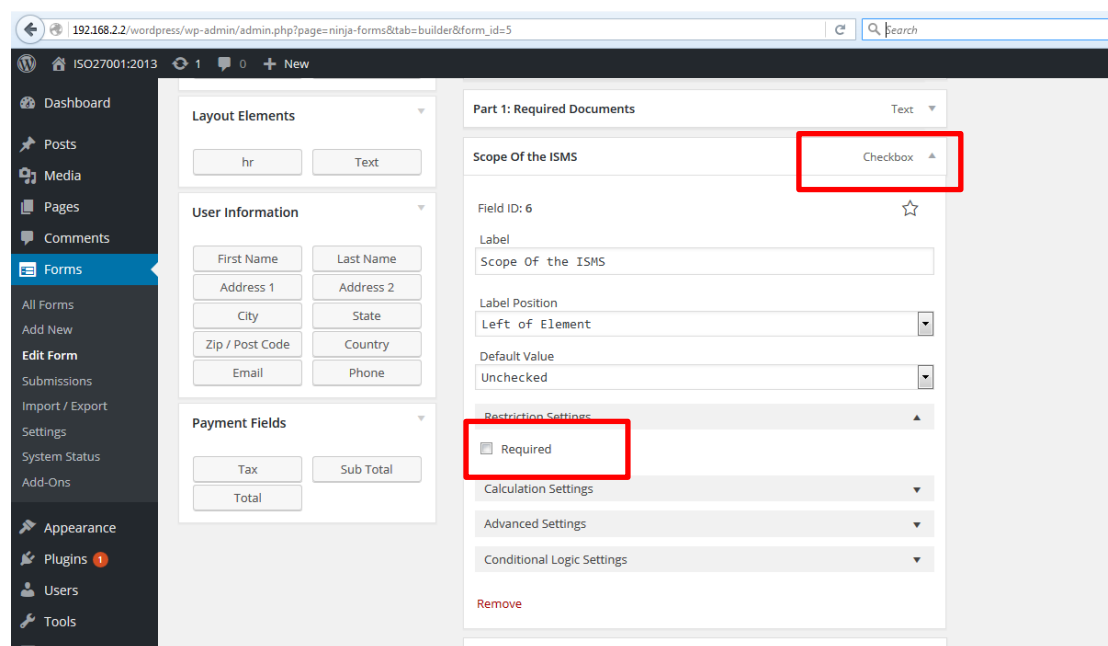 192.168.2.2/wordpress/wp-admin/admin.php?page=ninja-forms&tab=builder&form_id=5
Search
ISO27001:2013 1 0 + New
Dashboard
Posts
Media
Pages
Comments
Forms
All Forms
Add New
Edit Form
Submissions
Import / Export
Settings
System Status
Add-Ons
Appearance
Plugins 1
Users
Tools
Layout Elements
hr Text
User Information
First Name Last Name
Address 1 Address 2
City State
Zip / Post Code Country
Email Phone
Payment Fields
Tax Sub Total
Total
Part 1: Required Documents Text
Scope Of the ISMS Checkbox
Field ID: 6
Label
Scope Of the ISMS
Label Position
Left of Element
Default Value
Unchecked
Restriction Settings
Required
Calculation Settings
Advanced Settings
Conditional Logic Settings
Remove